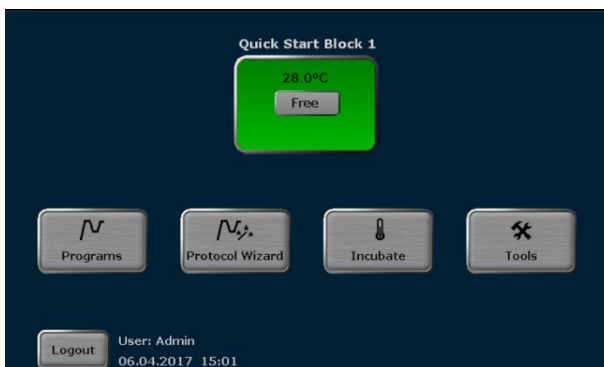 Quick Start Block 1
28.0ºC
Free
Programs
Protocol Wizard
Incubate
Tools
Logout
User: Admin
06.04.2017 15:01